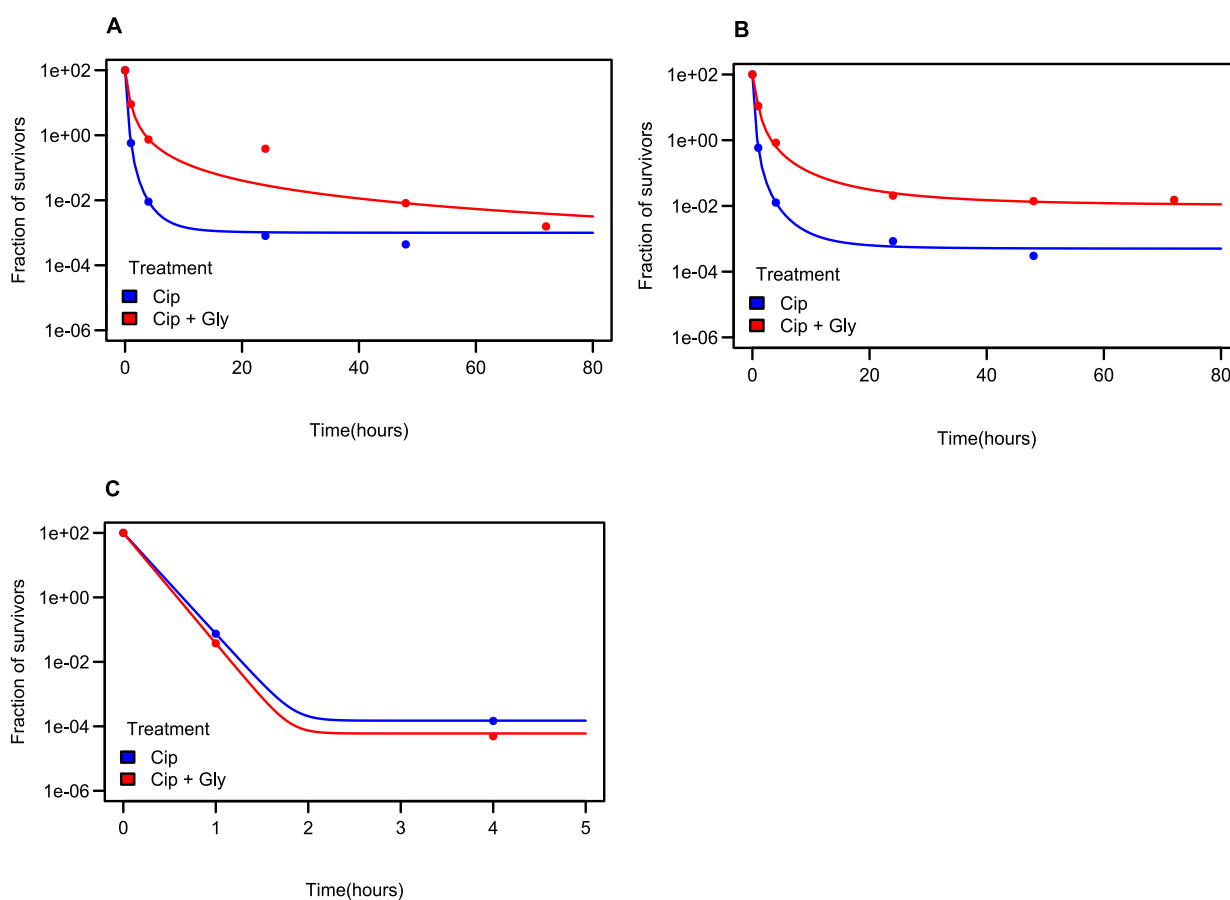 A
Fraction of survivors
1e+02
1e+00
1e-02
1e-04
1e-06
Treatment
Cip
Cip + Gly
0 20 40 60 80
Time(hours)
B
Fraction of survivors
1e+02
1e+00
1e-02
1e-04
1e-06
Treatment
Cip
Cip + Gly
0 20 40 60 80
Time(hours)
C
Fraction of survivors
1e+02
1e+00
1e-02
1e-04
1e-06
Treatment
Cip
Cip + Gly
0 1 2 3 4 5
Time(hours)